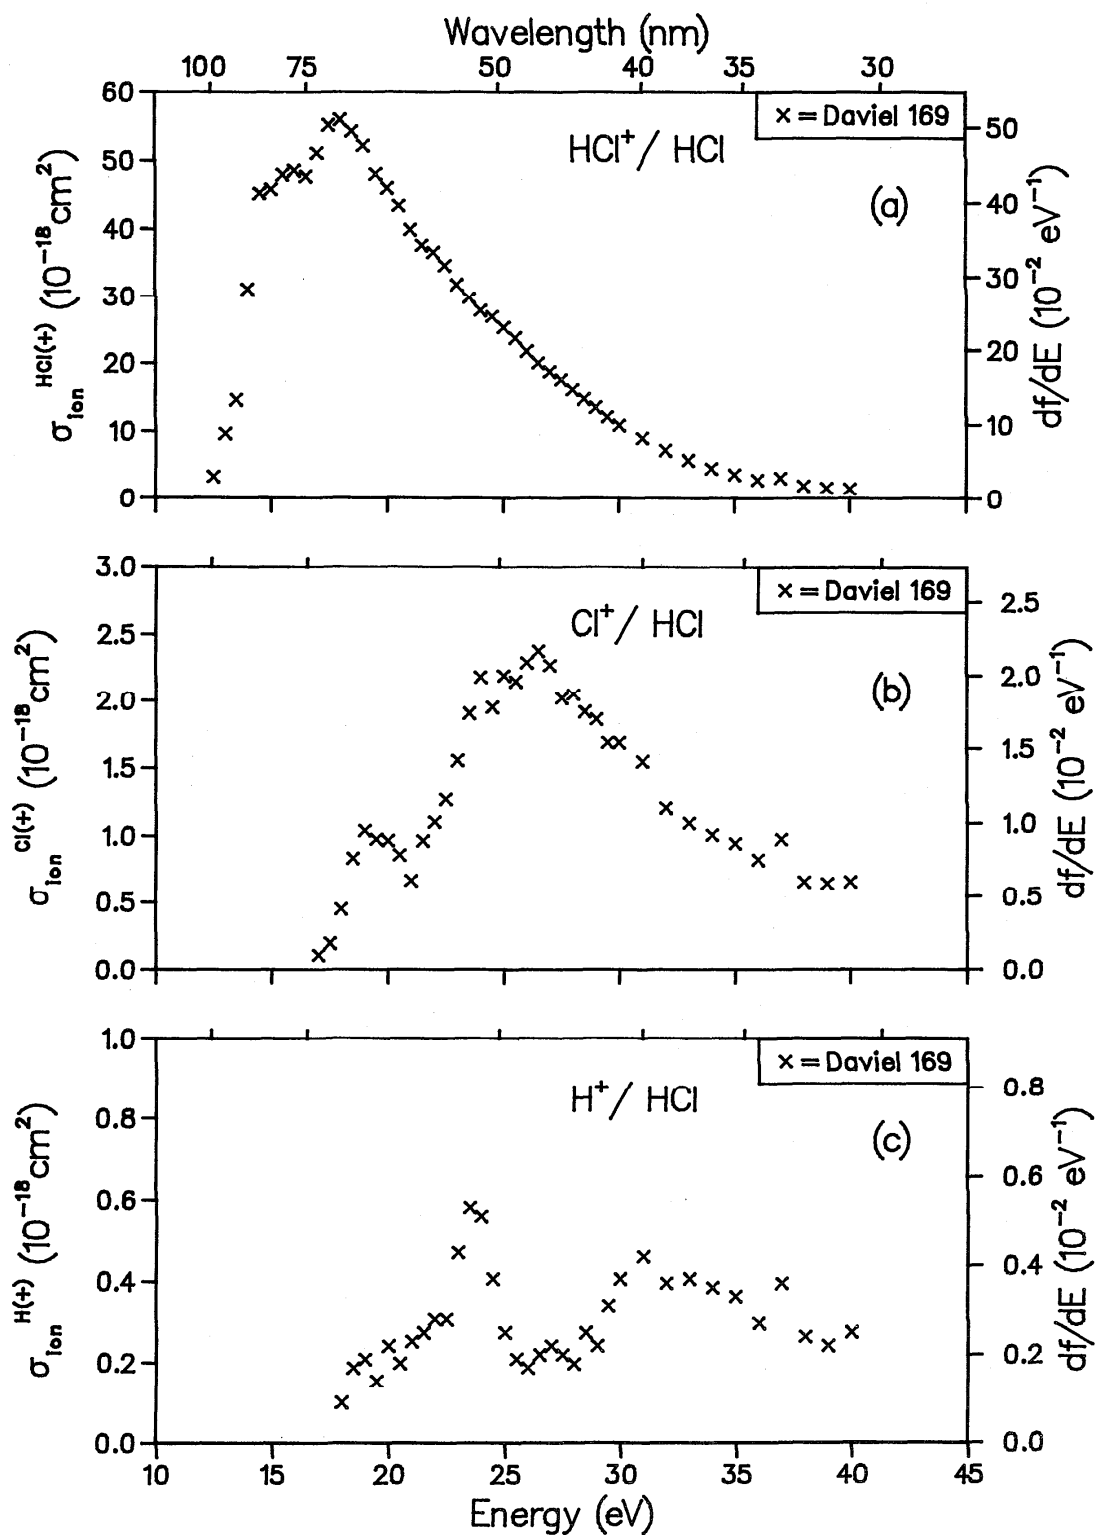 Wavelength (nm)
100 75 50 40 35 30
60
50
40
30
20
10
0
σ_ion^HCl(+) (10⁻¹⁸cm²)
× = Daviel 169
HCl⁺/ HCl
(a)
50
40
30
20
10
0
df/dE (10⁻² eV⁻¹)
3.0
2.5
2.0
1.5
1.0
0.5
0.0
σ_ion^Cl(+) (10⁻¹⁸cm²)
× = Daviel 169
Cl⁺/ HCl
(b)
2.5
2.0
1.5
1.0
0.5
0.0
df/dE (10⁻² eV⁻¹)
1.0
0.8
0.6
0.4
0.2
0.0
σ_ion^H(+) (10⁻¹⁸cm²)
× = Daviel 169
H⁺/ HCl
(c)
0.8
0.6
0.4
0.2
0.0
df/dE (10⁻² eV⁻¹)
10 15 20 25 30 35 40 45
Energy (eV)